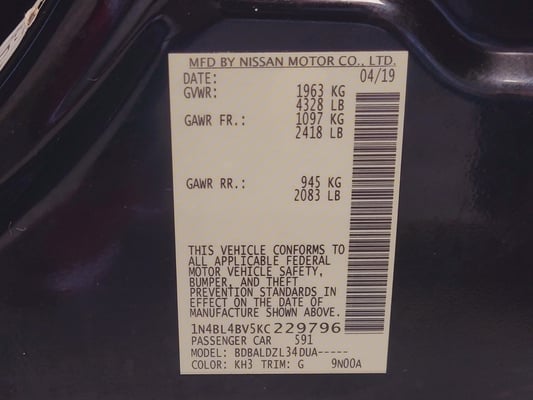 MFD BY NISSAN MOTOR CO., LTD.
DATE: 04/19
GVWR: 1963 KG
4328 LB
GAWR FR.: 1097 KG
2418 LB
GAWR RR.: 945 KG
2083 LB
THIS VEHICLE CONFORMS TO
ALL APPLICABLE FEDERAL
MOTOR VEHICLE SAFETY,
BUMPER, AND THEFT
PREVENTION STANDARDS IN
EFFECT ON THE DATE OF
MANUFACTURE SHOWN ABOVE.
1N4BL4BV5KC229796
PASSENGER CAR 591
MODEL: BDBALDZL34DUA-----
COLOR: KH3 TRIM: G 9N00A